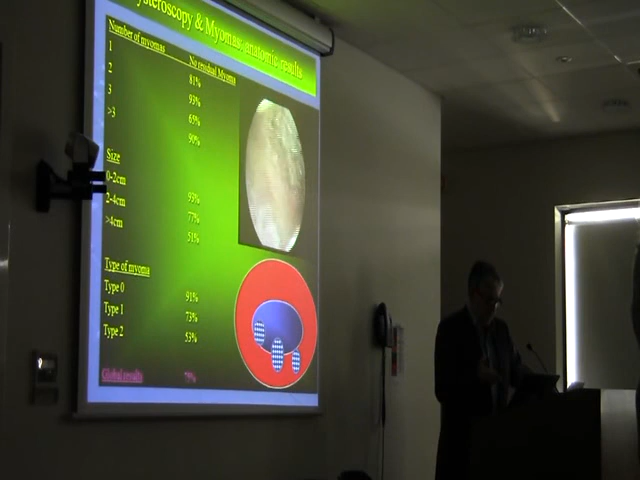 ysteroscopy & Myomas: anatomic results
Number of myomas No residual Myoma
1 81%
2 93%
3 65%
>3 90%
Size
0-2cm 93%
2-4cm 77%
>4cm 51%
Type of myoma
Type 0 91%
Type 1 73%
Type 2 53%
Global results 75%